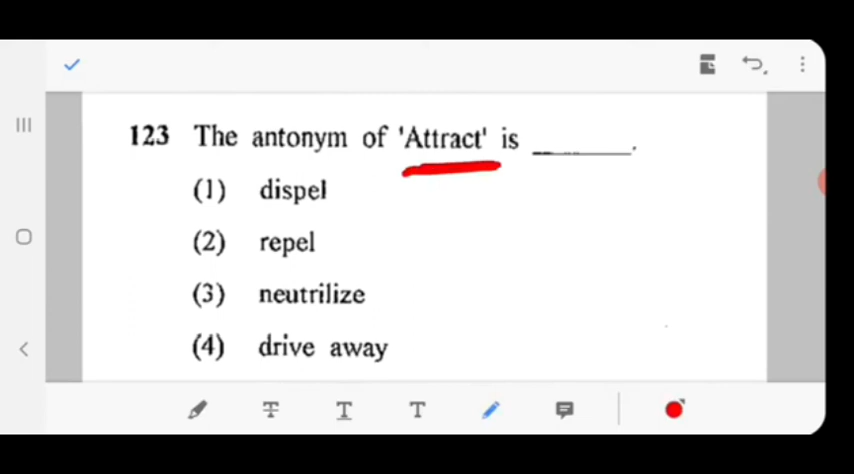 123 The antonym of 'Attract' is ______.
(1) dispel
(2) repel
(3) neutrilize
(4) drive away
T T T